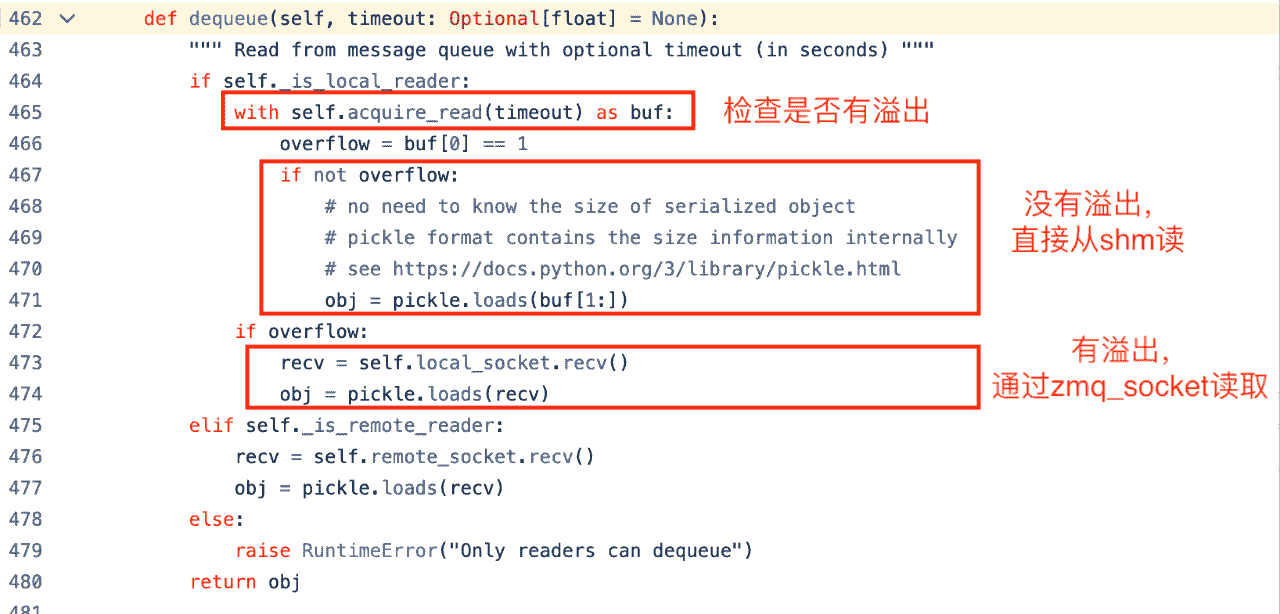 462 def dequeue(self, timeout: Optional[float] = None):
463 """ Read from message queue with optional timeout (in seconds) """
464 if self._is_local_reader:
465 with self.acquire_read(timeout) as buf: 检查是否有溢出
466 overflow = buf[0] == 1
467 if not overflow:
468 # no need to know the size of serialized object
没有溢出，
469 # pickle format contains the size information internally
直接从shm读
470 # see https://docs.python.org/3/library/pickle.html
471 obj = pickle.loads(buf[1:])
472 if overflow:
有溢出，
473 recv = self.local_socket.recv()
通过zmq_socket读取
474 obj = pickle.loads(recv)
475 elif self._is_remote_reader:
476 recv = self.remote_socket.recv()
477 obj = pickle.loads(recv)
478 else:
479 raise RuntimeError("Only readers can dequeue")
480 return obj
481